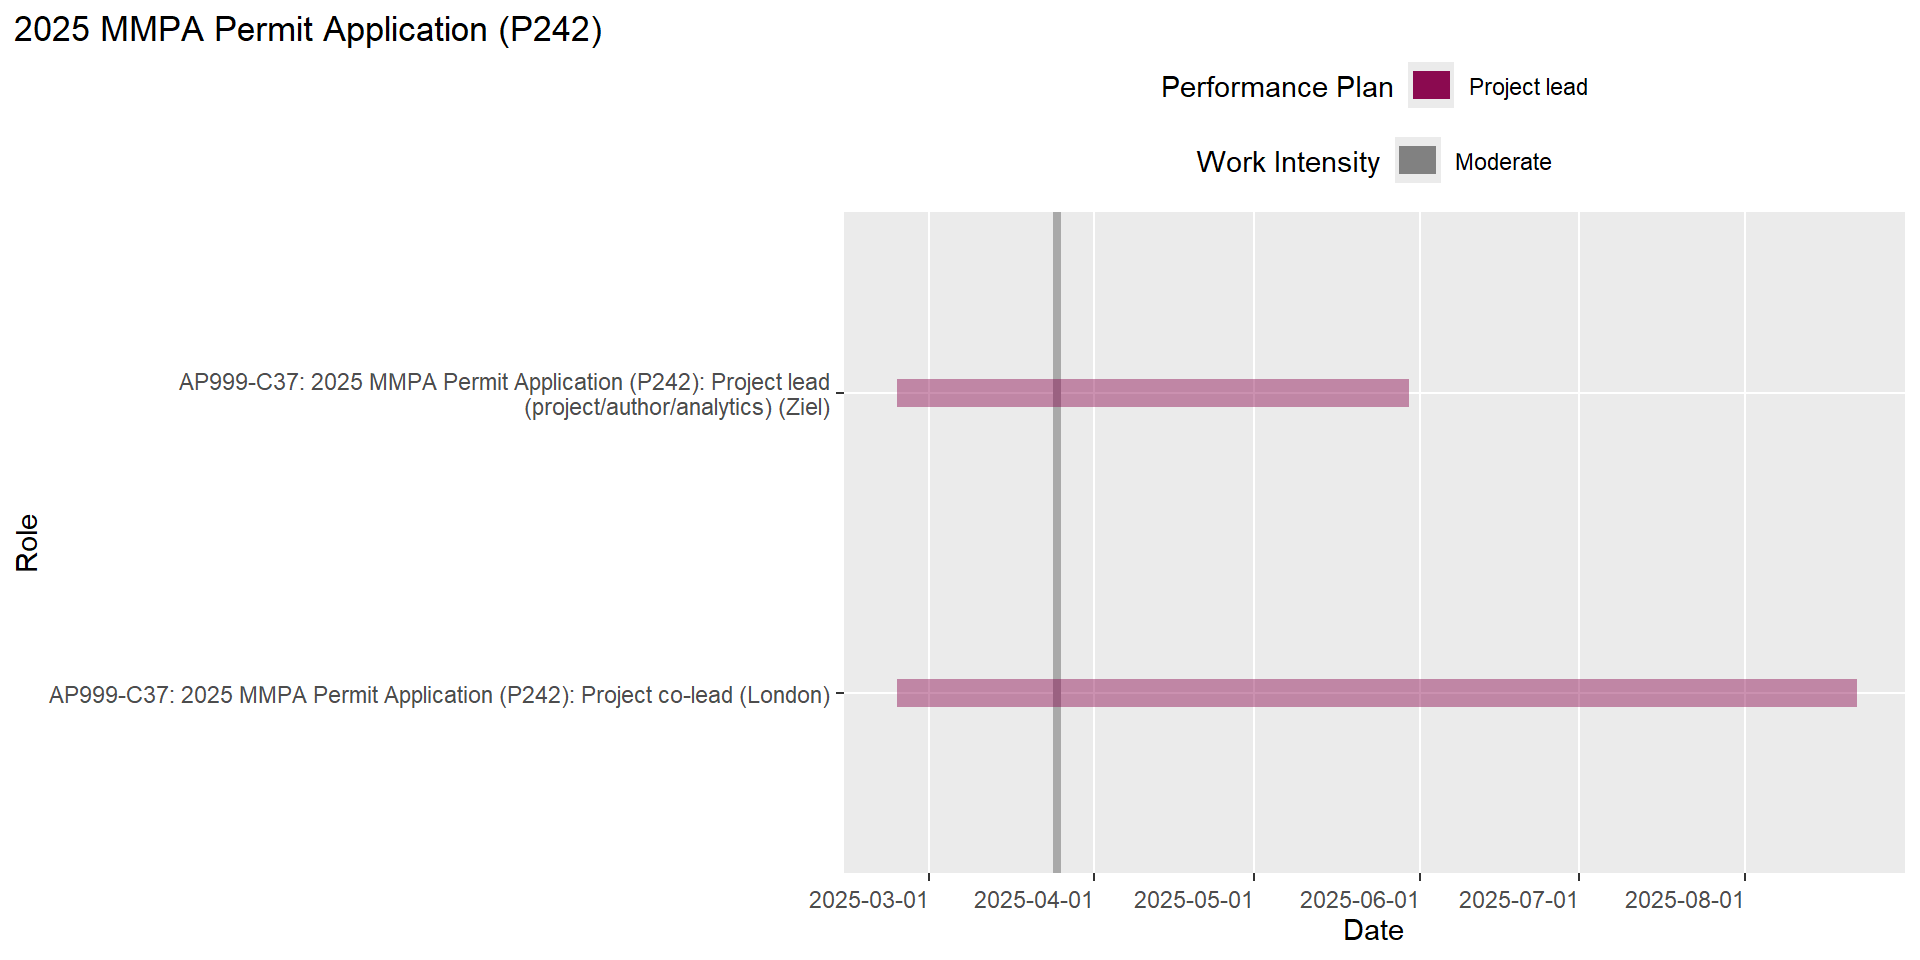 2025 MMPA Permit Application (P242)
Performance Plan
Project lead
Work Intensity
Moderate
AP999-C37: 2025 MMPA Permit Application (P242): Project lead
(project/author/analytics) (Ziel)
Role
AP999-C37: 2025 MMPA Permit Application (P242): Project co-lead (London)
2025-03-01
2025-04-01
2025-05-01
2025-06-01
2025-07-01
2025-08-01
Date